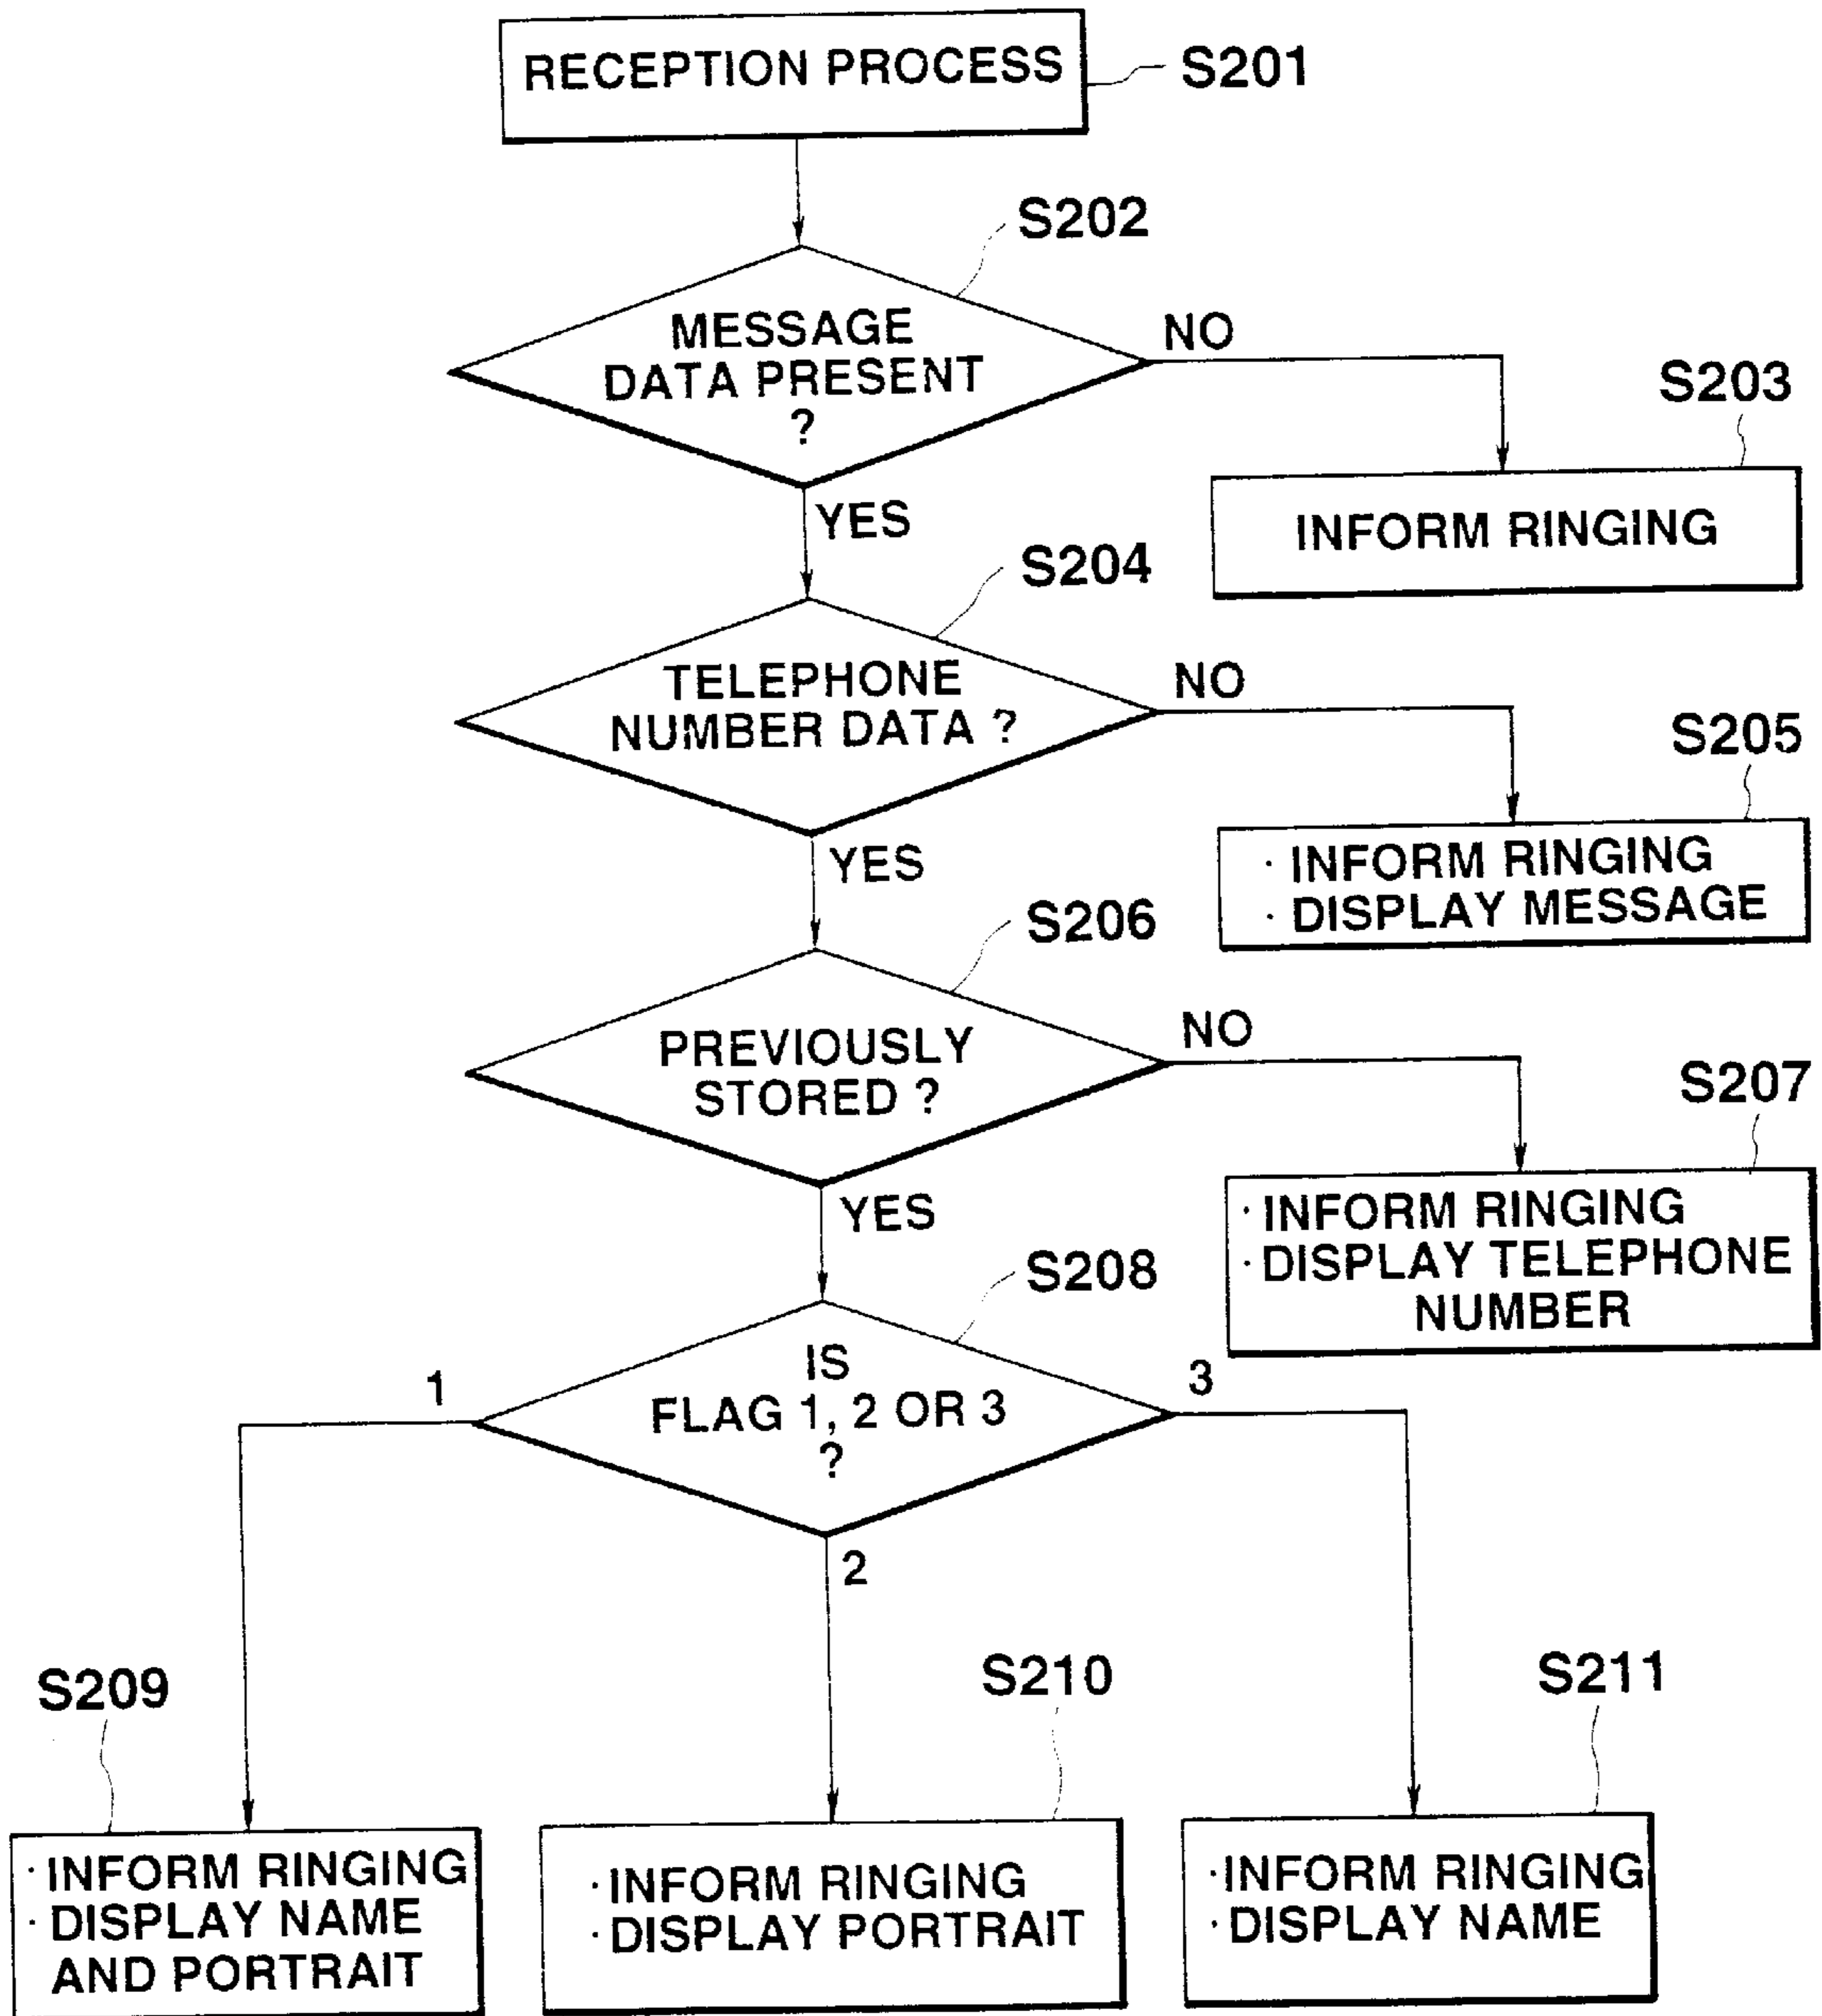 RECEPTION PROCESS
S201
S202
MESSAGE
DATA PRESENT
?
NO
YES
S203
INFORM RINGING
S204
TELEPHONE
NUMBER DATA ?
NO
YES
S205
· INFORM RINGING
· DISPLAY MESSAGE
S206
PREVIOUSLY
STORED ?
NO
YES
S207
· INFORM RINGING
· DISPLAY TELEPHONE
NUMBER
S208
IS
FLAG 1, 2 OR 3
?
1
2
3
S209
· INFORM RINGING
· DISPLAY NAME
AND PORTRAIT
S210
· INFORM RINGING
· DISPLAY PORTRAIT
S211
· INFORM RINGING
· DISPLAY NAME